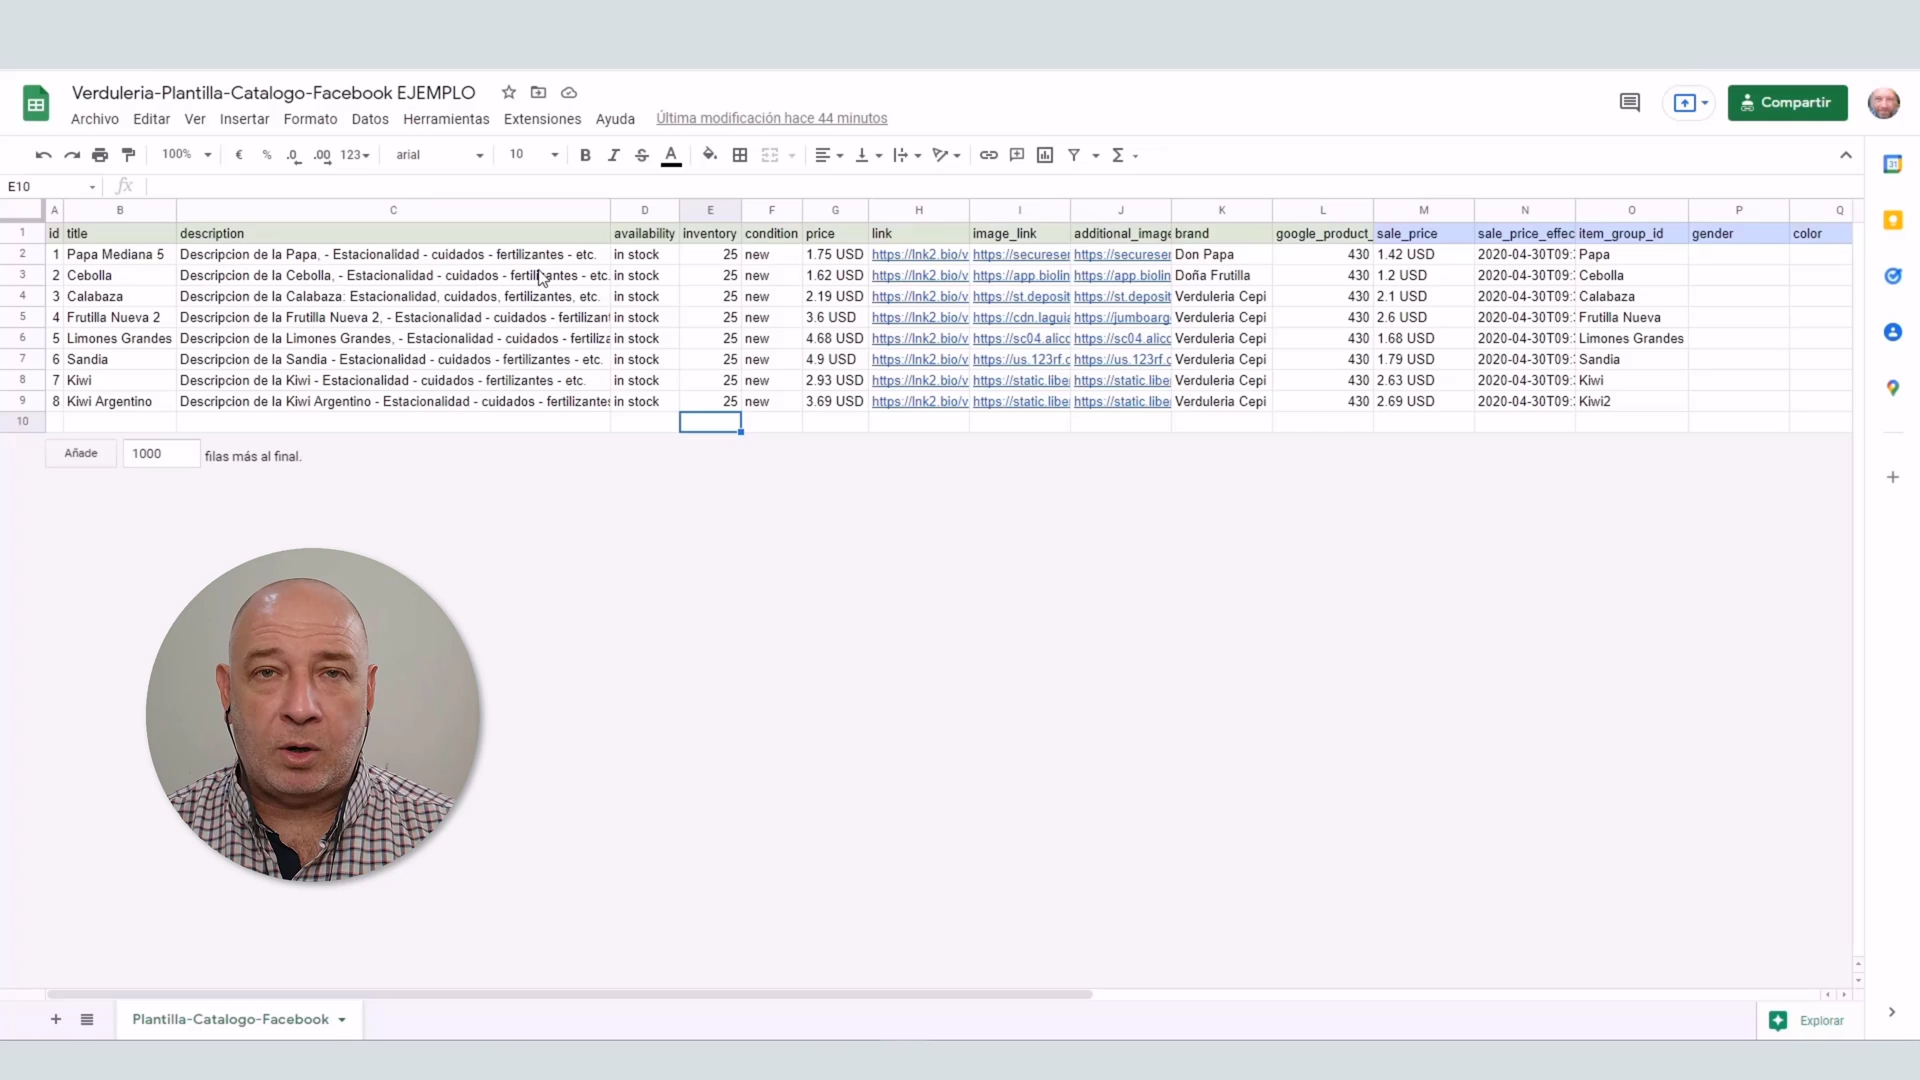 Verduleria-Plantilla-Catalogo-Facebook EJEMPLO
Archivo Editar Ver Insertar Formato Datos Herramientas Extensiones Ayuda Última modificación hace 44 minutos
Compartir
100% € % .0 .00 123 arial 10 B I S A
E10 fx
A B C D E F G H I J K L M N O P Q
1 id title description availability inventory condition price link image_link additional_image brand google_product_ sale_price sale_price_effec item_group_id gender color
2 1 Papa Mediana 5 Descripcion de la Papa, - Estacionalidad - cuidados - fertilizantes - etc. in stock 25 new 1.75 USD https://lnk2.bio/v https://secureser https://secureser Don Papa 430 1.42 USD 2020-04-30T09: Papa
3 2 Cebolla Descripcion de la Cebolla, - Estacionalidad - cuidados - fertilizantes - etc. in stock 25 new 1.62 USD https://lnk2.bio/v https://app.biolin https://app.biolin Doña Frutilla 430 1.2 USD 2020-04-30T09: Cebolla
4 3 Calabaza Descripcion de la Calabaza: Estacionalidad, cuidados, fertilizantes, etc. in stock 25 new 2.19 USD https://lnk2.bio/v https://st.deposit https://st.deposit Verduleria Cepi 430 2.1 USD 2020-04-30T09: Calabaza
5 4 Frutilla Nueva 2 Descripcion de la Frutilla Nueva 2, - Estacionalidad - cuidados - fertilizant in stock 25 new 3.6 USD https://lnk2.bio/v https://cdn.laguia https://jumboarg Verduleria Cepi 430 2.6 USD 2020-04-30T09: Frutilla Nueva
6 5 Limones Grandes Descripcion de la Limones Grandes, - Estacionalidad - cuidados - fertiliza in stock 25 new 4.68 USD https://lnk2.bio/v https://sc04.alicc https://sc04.alicc Verduleria Cepi 430 1.68 USD 2020-04-30T09: Limones Grandes
7 6 Sandia Descripcion de la Sandia - Estacionalidad - cuidados - fertilizantes - etc. in stock 25 new 4.9 USD https://lnk2.bio/v https://us.123rf.c https://us.123rf.c Verduleria Cepi 430 1.79 USD 2020-04-30T09: Sandia
8 7 Kiwi Descripcion de la Kiwi - Estacionalidad - cuidados - fertilizantes - etc. in stock 25 new 2.93 USD https://lnk2.bio/v https://static.libe https://static.libe Verduleria Cepi 430 2.63 USD 2020-04-30T09: Kiwi
9 8 Kiwi Argentino Descripcion de la Kiwi Argentino - Estacionalidad - cuidados - fertilizantes in stock 25 new 3.69 USD https://lnk2.bio/v https://static.libe https://static.libe Verduleria Cepi 430 2.69 USD 2020-04-30T09: Kiwi2
10
Añade 1000 filas más al final.
Plantilla-Catalogo-Facebook
Explorar
31